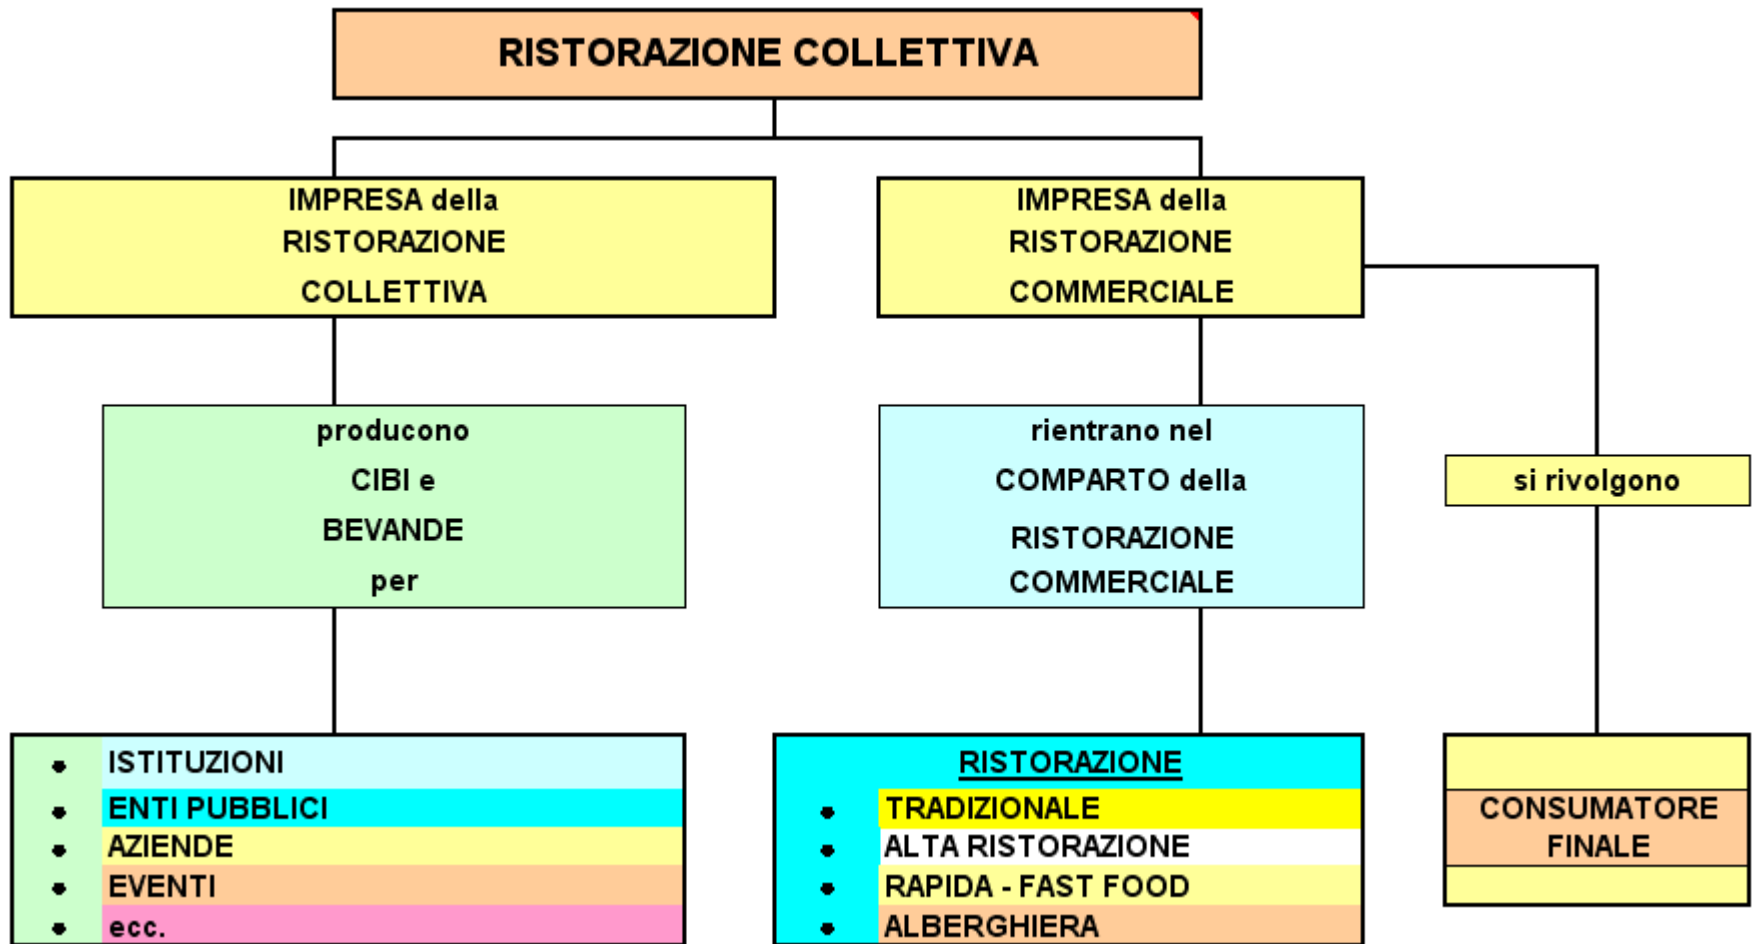 RISTORAZIONE COLLETTIVA
IMPRESA della
RISTORAZIONE
COLLETTIVA
IMPRESA della
RISTORAZIONE
COMMERCIALE
producono
CIBI e
BEVANDE
per
rientrano nel
COMPARTO della
RISTORAZIONE
COMMERCIALE
si rivolgono
• ISTITUZIONI
• ENTI PUBBLICI
• AZIENDE
• EVENTI
• ecc.
RISTORAZIONE
• TRADIZIONALE
• ALTA RISTORAZIONE
• RAPIDA - FAST FOOD
• ALBERGHIERA
CONSUMATORE
FINALE